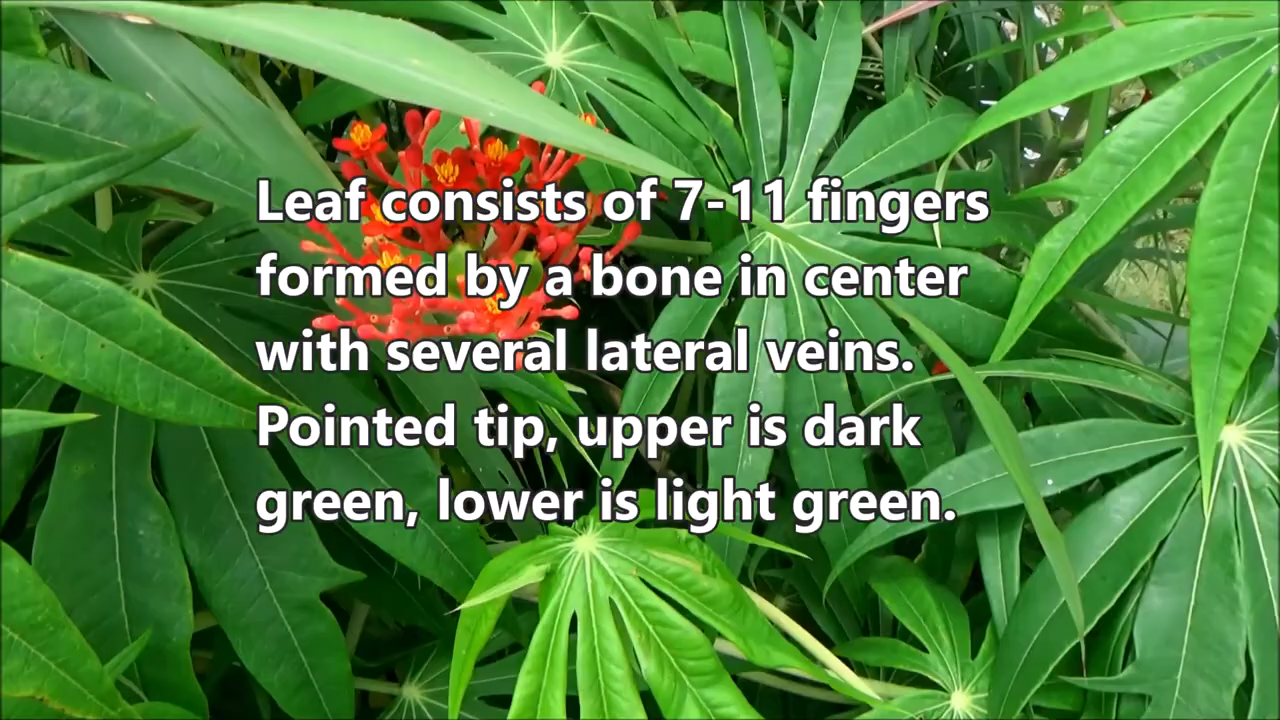 Leaf consists of 7-11 fingers
formed by a bone in center
with several lateral veins.
Pointed tip, upper is dark
green, lower is light green.